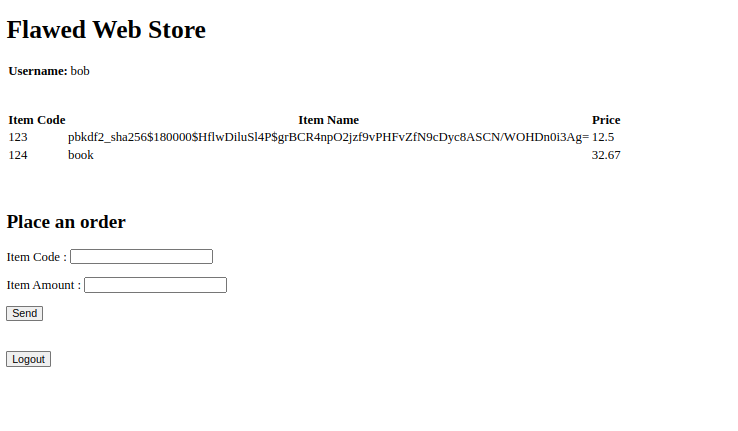 Flawed Web Store
Username: bob
Item Code Item Name Price
123 pbkdf2_sha256$180000$HflwDiluSl4P$grBCR4npO2jzf9vPHFvZfN9cDyc8ASCN/WOHDn0i3Ag= 12.5
124 book 32.67
Place an order
Item Code :
Item Amount :
Send
Logout